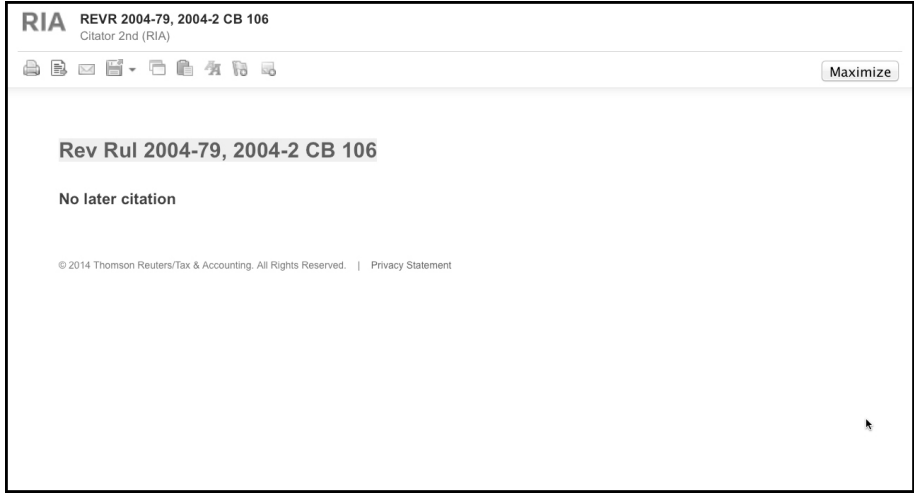 RIA REVR 2004-79, 2004-2 CB 106
Citator 2nd (RIA)
Maximize
Rev Rul 2004-79, 2004-2 CB 106
No later citation
© 2014 Thomson Reuters/Tax & Accounting. All Rights Reserved. | Privacy Statement